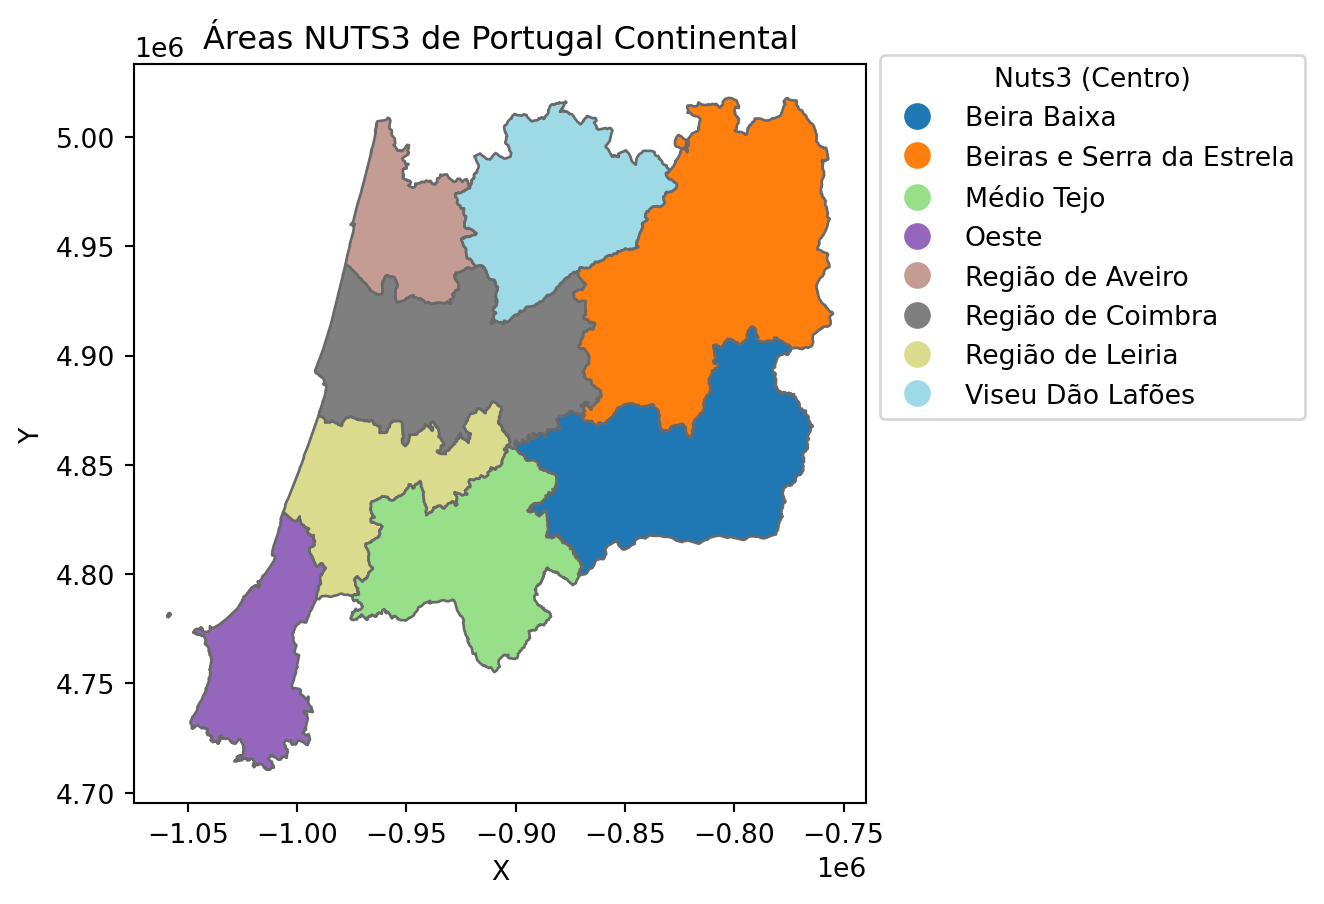 Áreas NUTS3 de Portugal Continental
1e6
5.00
4.95
4.90
4.85
4.80
4.75
4.70
Y
−1.05 −1.00 −0.95 −0.90 −0.85 −0.80 −0.75
X
1e6
Nuts3 (Centro)
Beira Baixa
Beiras e Serra da Estrela
Médio Tejo
Oeste
Região de Aveiro
Região de Coimbra
Região de Leiria
Viseu Dão Lafões